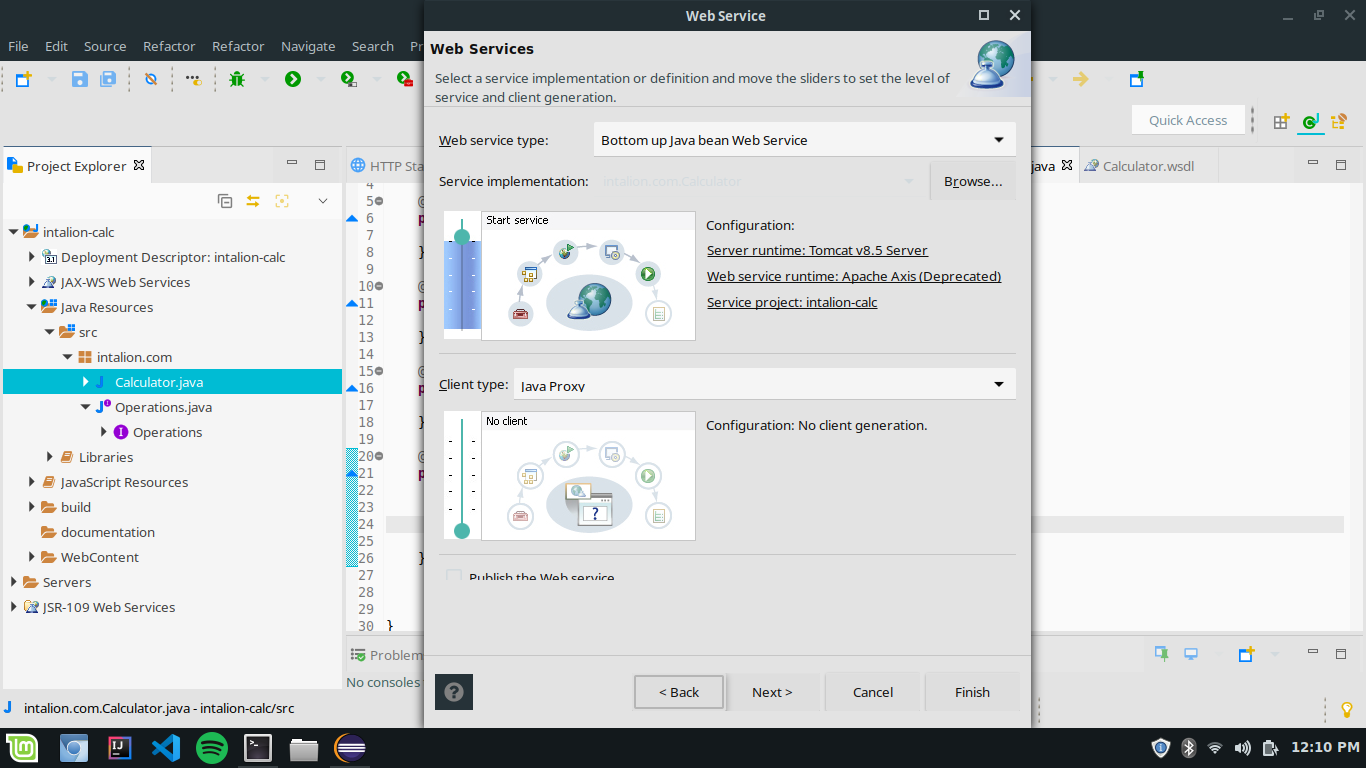 Web Service
File Edit Source Refactor Refactor Navigate Search
Web Services
Select a service implementation or definition and move the sliders to set the level of
service and client generation.
Quick Access
Web service type: Bottom up Java bean Web Service
Service implementation: intalion.com.Calculator Browse...
Project Explorer
HTTP Sta
java
Calculator.wsdl
intalion-calc
Deployment Descriptor: intalion-calc
JAX-WS Web Services
Java Resources
src
intalion.com
Calculator.java
Operations.java
Operations
Libraries
JavaScript Resources
build
documentation
WebContent
Servers
JSR-109 Web Services
4
5 @
6 p
7
8 }
9
10 @
11 p
12
13 }
14
15 @
16 p
17
18 }
19
20 @
21 p
22
23
24
25
26 }
27
28
29
30 }
Start service
Configuration:
Server runtime: Tomcat v8.5 Server
Web service runtime: Apache Axis (Deprecated)
Service project: intalion-calc
Client type: Java Proxy
No client
Configuration: No client generation.
Publish the Web service
Problem
No consoles
< Back Next > Cancel Finish
intalion.com.Calculator.java - intalion-calc/src
12:10 PM